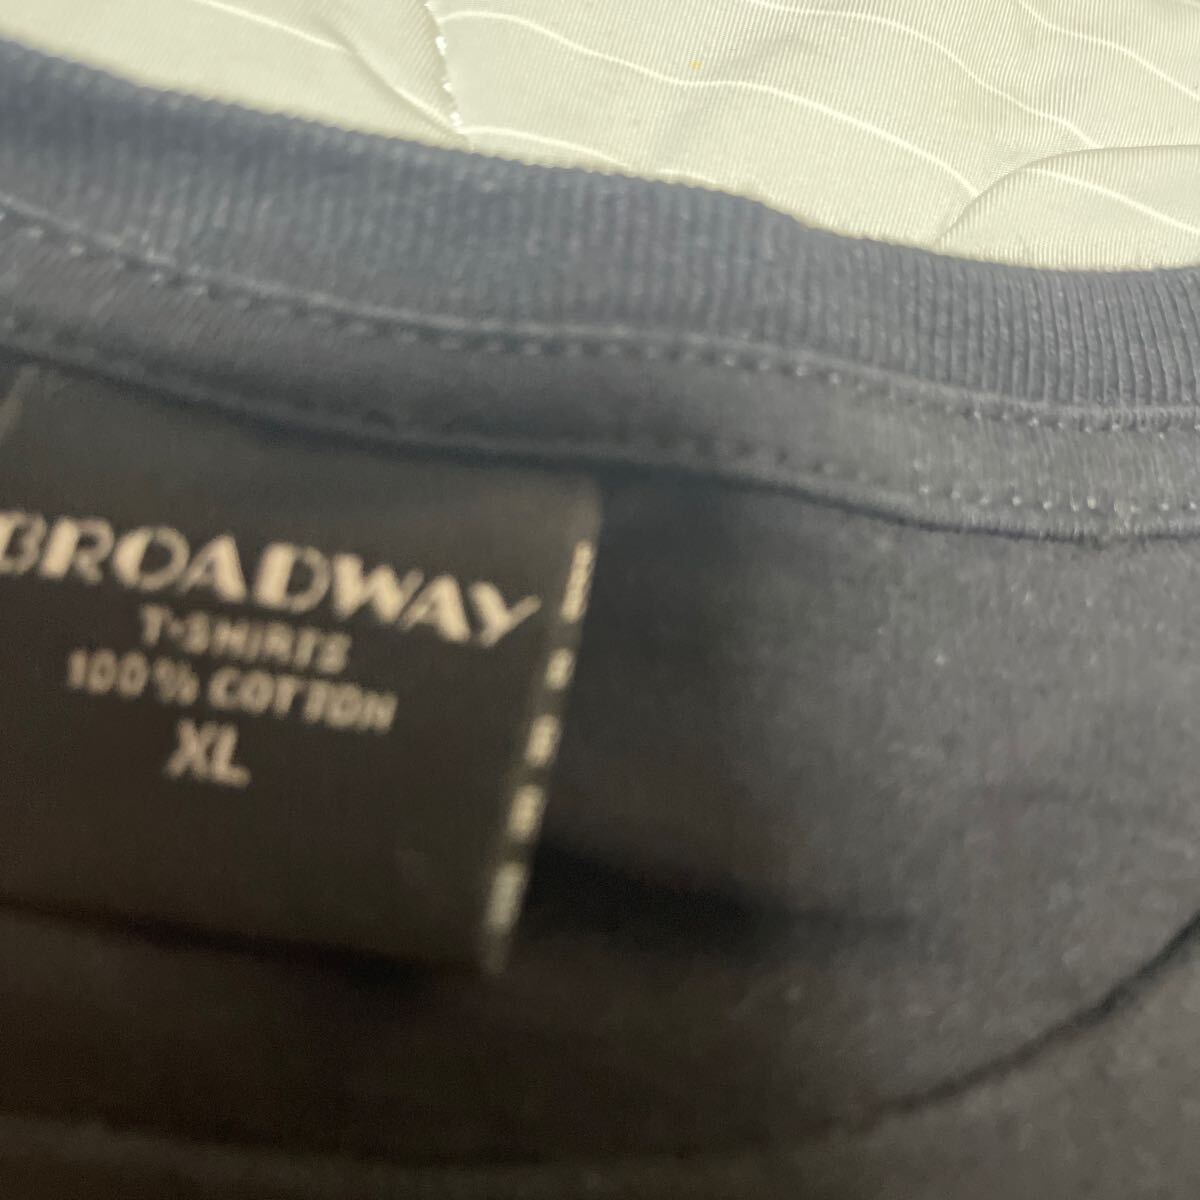 BROADWAY
T-SHIRTS
100% COTTON
XL